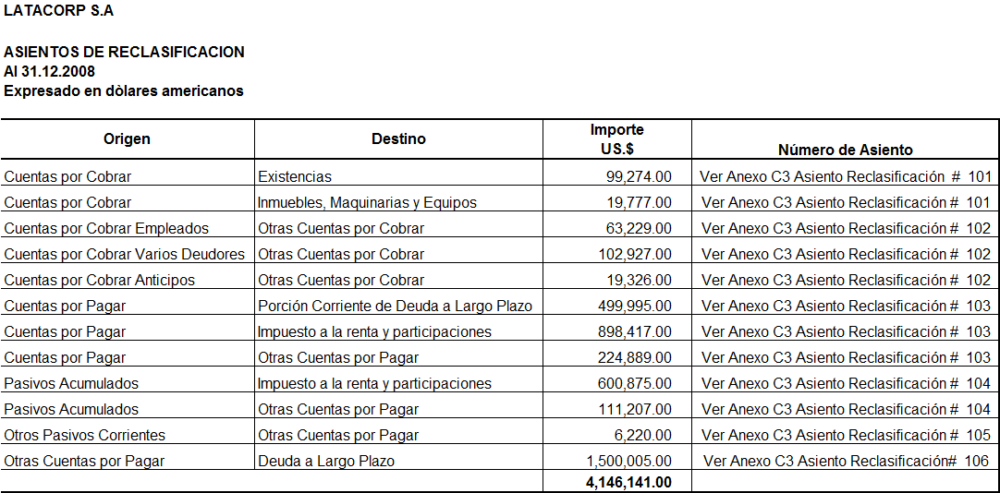 LATACORP S.A
ASIENTOS DE RECLASIFICACION
Al 31.12.2008
Expresado en dòlares americanos
Origen Destino Importe US.$ Número de Asiento
Cuentas por Cobrar Existencias 99,274.00 Ver Anexo C3 Asiento Reclasificación # 101
Cuentas por Cobrar Inmuebles, Maquinarias y Equipos 19,777.00 Ver Anexo C3 Asiento Reclasificación # 101
Cuentas por Cobrar Empleados Otras Cuentas por Cobrar 63,229.00 Ver Anexo C3 Asiento Reclasificación # 102
Cuentas por Cobrar Varios Deudores Otras Cuentas por Cobrar 102,927.00 Ver Anexo C3 Asiento Reclasificación # 102
Cuentas por Cobrar Anticipos Otras Cuentas por Cobrar 19,326.00 Ver Anexo C3 Asiento Reclasificación # 102
Cuentas por Pagar Porción Corriente de Deuda a Largo Plazo 499,995.00 Ver Anexo C3 Asiento Reclasificación # 103
Cuentas por Pagar Impuesto a la renta y participaciones 898,417.00 Ver Anexo C3 Asiento Reclasificación # 103
Cuentas por Pagar Otras Cuentas por Pagar 224,889.00 Ver Anexo C3 Asiento Reclasificación # 103
Pasivos Acumulados Impuesto a la renta y participaciones 600,875.00 Ver Anexo C3 Asiento Reclasificación # 104
Pasivos Acumulados Otras Cuentas por Pagar 111,207.00 Ver Anexo C3 Asiento Reclasificación # 104
Otros Pasivos Corrientes Otras Cuentas por Pagar 6,220.00 Ver Anexo C3 Asiento Reclasificación # 105
Otras Cuentas por Pagar Deuda a Largo Plazo 1,500,005.00 Ver Anexo C3 Asiento Reclasificación# 106
4,146,141.00